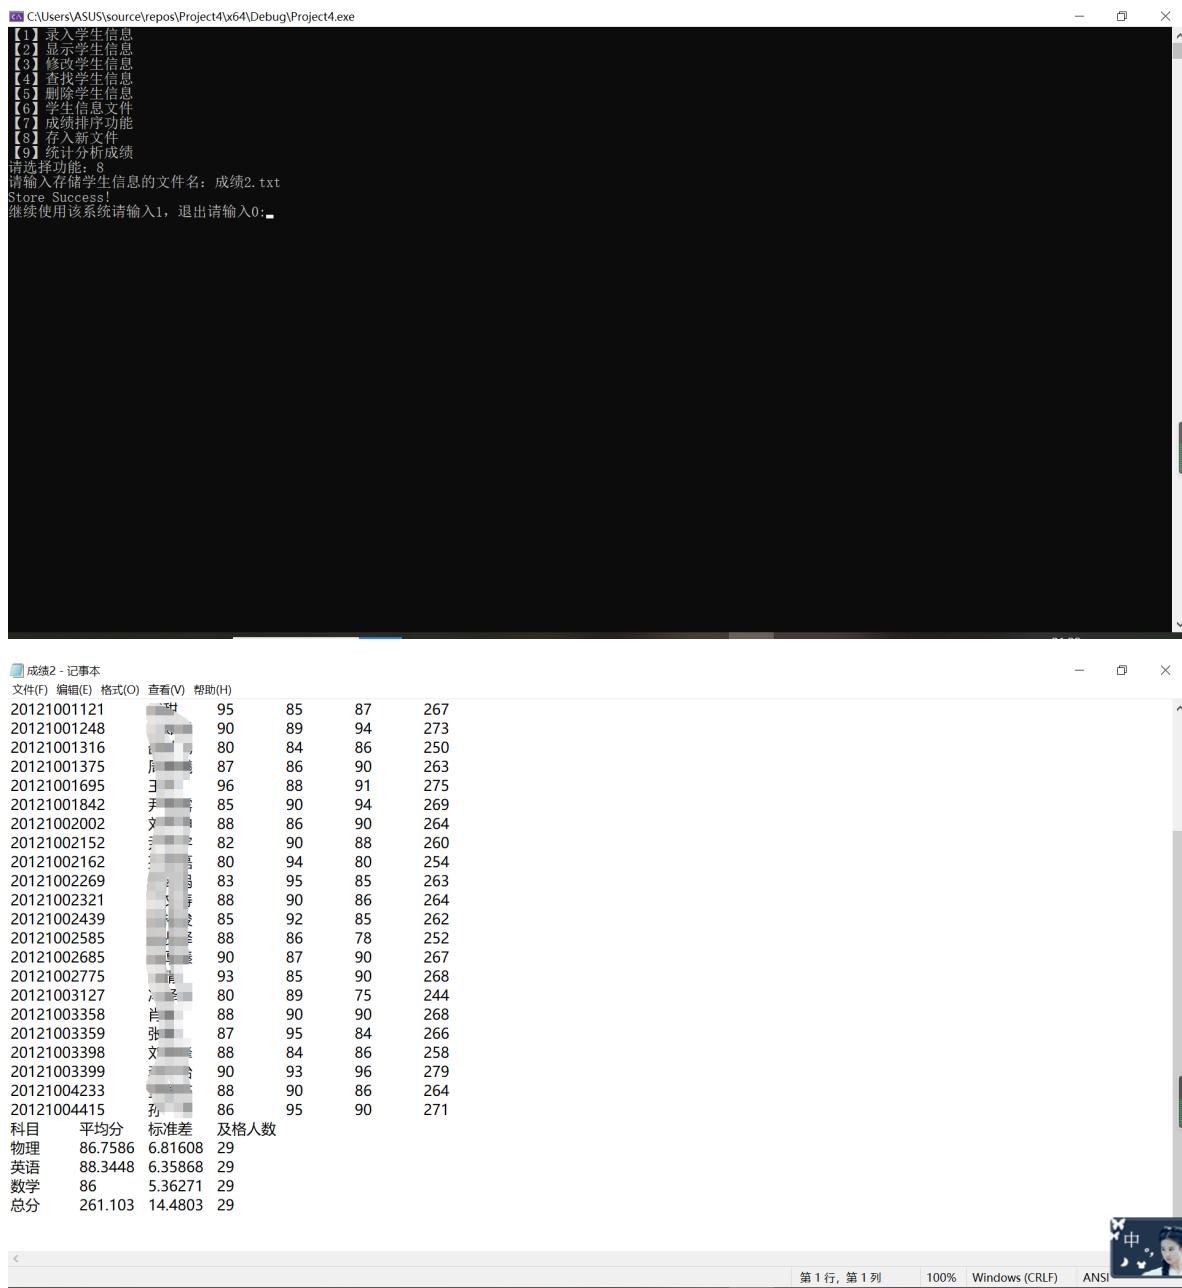 C:\Users\ASUS\source\repos\Project4\x64\Debug\Project4.exe
【1】录入学生信息
【2】显示学生信息
【3】修改学生信息
【4】查找学生信息
【5】删除学生信息
【6】学生信息文件
【7】成绩排序功能
【8】存入新文件
【9】统计分析成绩
请选择功能：8
请输入存储学生信息的文件名：成绩2.txt
Store Success!
继续使用该系统请输入1，退出请输入0:
成绩2 - 记事本
文件(F) 编辑(E) 格式(O) 查看(V) 帮助(H)
20121001121 甜 95 85 87 267
20121001248 90 89 94 273
20121001316 80 84 86 250
20121001375 87 86 90 263
20121001695 王 96 88 91 275
20121001842 尹 85 90 94 269
20121002002 刘 88 86 90 264
20121002152 82 90 88 260
20121002162 80 94 80 254
20121002269 83 95 85 263
20121002321 88 90 86 264
20121002439 85 92 85 262
20121002585 88 86 78 252
20121002685 90 87 90 267
20121002775 93 85 90 268
20121003127 80 89 75 244
20121003358 肖 88 90 90 268
20121003359 张 87 95 84 266
20121003398 刘 88 84 86 258
20121003399 90 93 96 279
20121004233 88 90 86 264
20121004415 孙 86 95 90 271
科目 平均分 标准差 及格人数
物理 86.7586 6.81608 29
英语 88.3448 6.35868 29
数学 86 5.36271 29
总分 261.103 14.4803 29
中
第 1 行，第 1 列 100% Windows (CRLF) ANSI